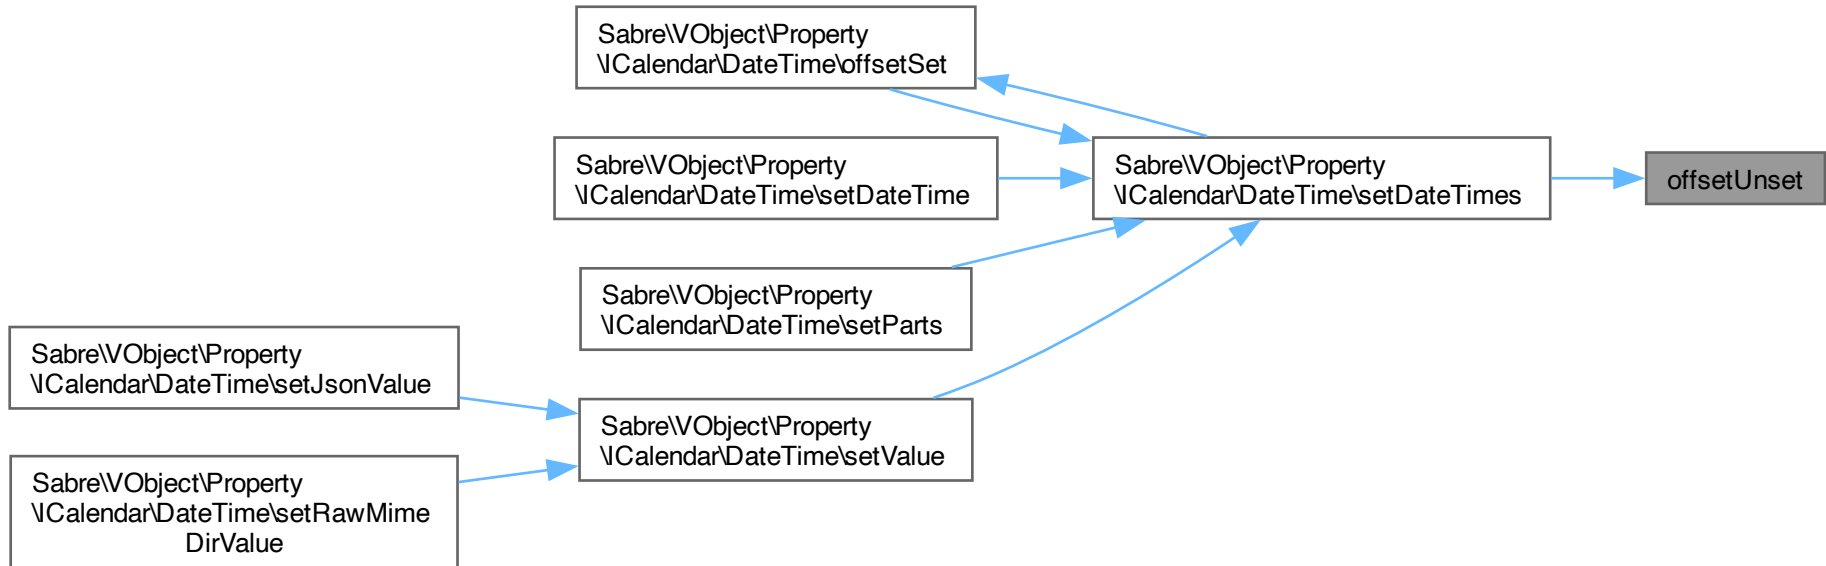 Sabre\VObject\Property
\ICalendar\DateTime\offsetSet
Sabre\VObject\Property
\ICalendar\DateTime\setDateTime
Sabre\VObject\Property
\ICalendar\DateTime\setDateTimes
offsetUnset
Sabre\VObject\Property
\ICalendar\DateTime\setParts
Sabre\VObject\Property
\ICalendar\DateTime\setJsonValue
Sabre\VObject\Property
\ICalendar\DateTime\setValue
Sabre\VObject\Property
\ICalendar\DateTime\setRawMime
DirValue